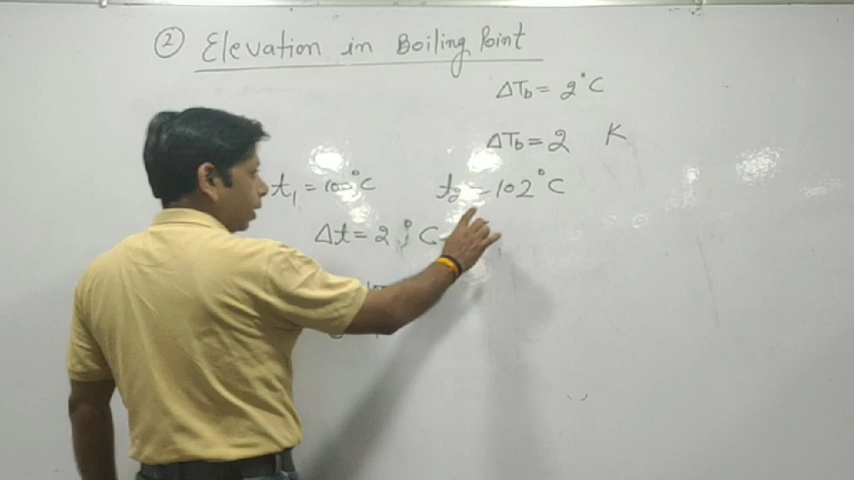 ② Elevation in Boiling Point
ΔTb = 2°C
ΔTb = 2 K
t₁ = 100°C t₂ = 102°C
Δt = 2°C